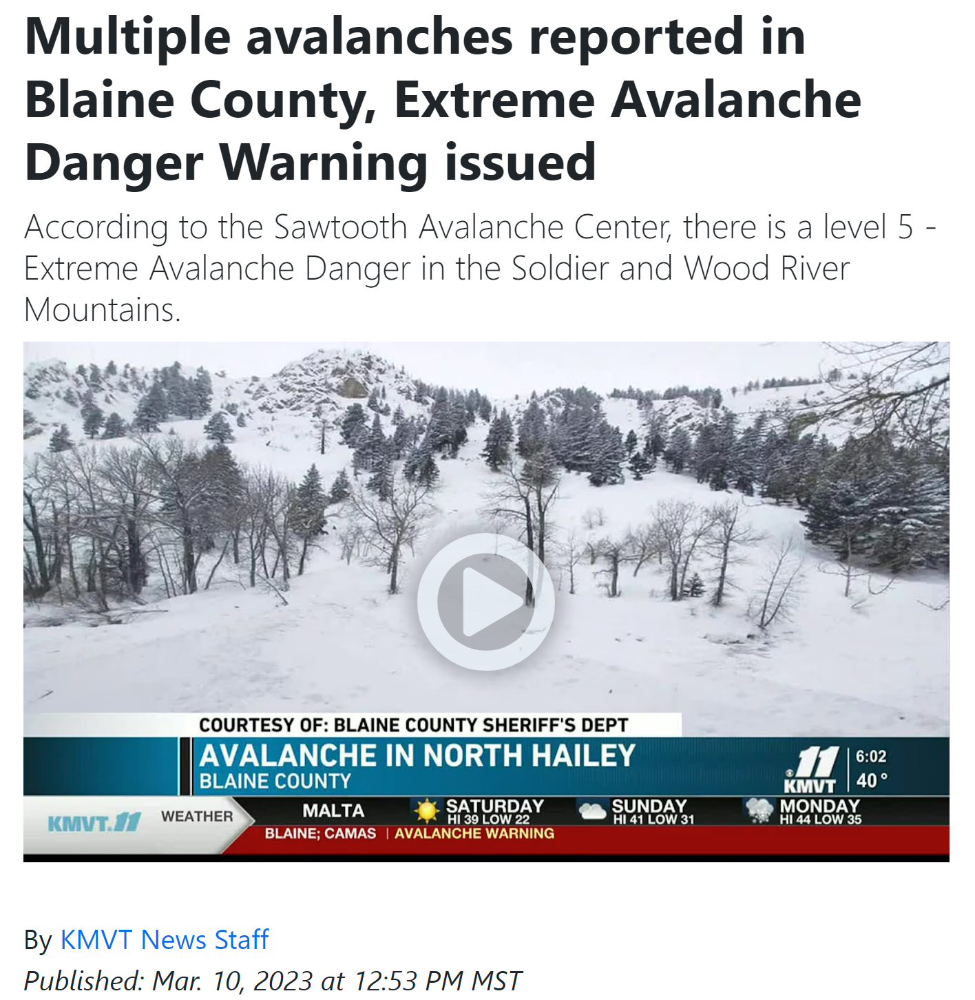 Multiple avalanches reported in
Blaine County, Extreme Avalanche
Danger Warning issued
According to the Sawtooth Avalanche Center, there is a level 5 -
Extreme Avalanche Danger in the Soldier and Wood River
Mountains.
COURTESY OF: BLAINE COUNTY SHERIFF'S DEPT
AVALANCHE IN NORTH HAILEY
BLAINE COUNTY
11
KMVT
6:02
40°
KMVT.11
WEATHER
MALTA
SATURDAY
HI 39 LOW 22
SUNDAY
HI 41 LOW 31
MONDAY
HI 44 LOW 35
BLAINE; CAMAS | AVALANCHE WARNING
By KMVT News Staff
Published: Mar. 10, 2023 at 12:53 PM MST